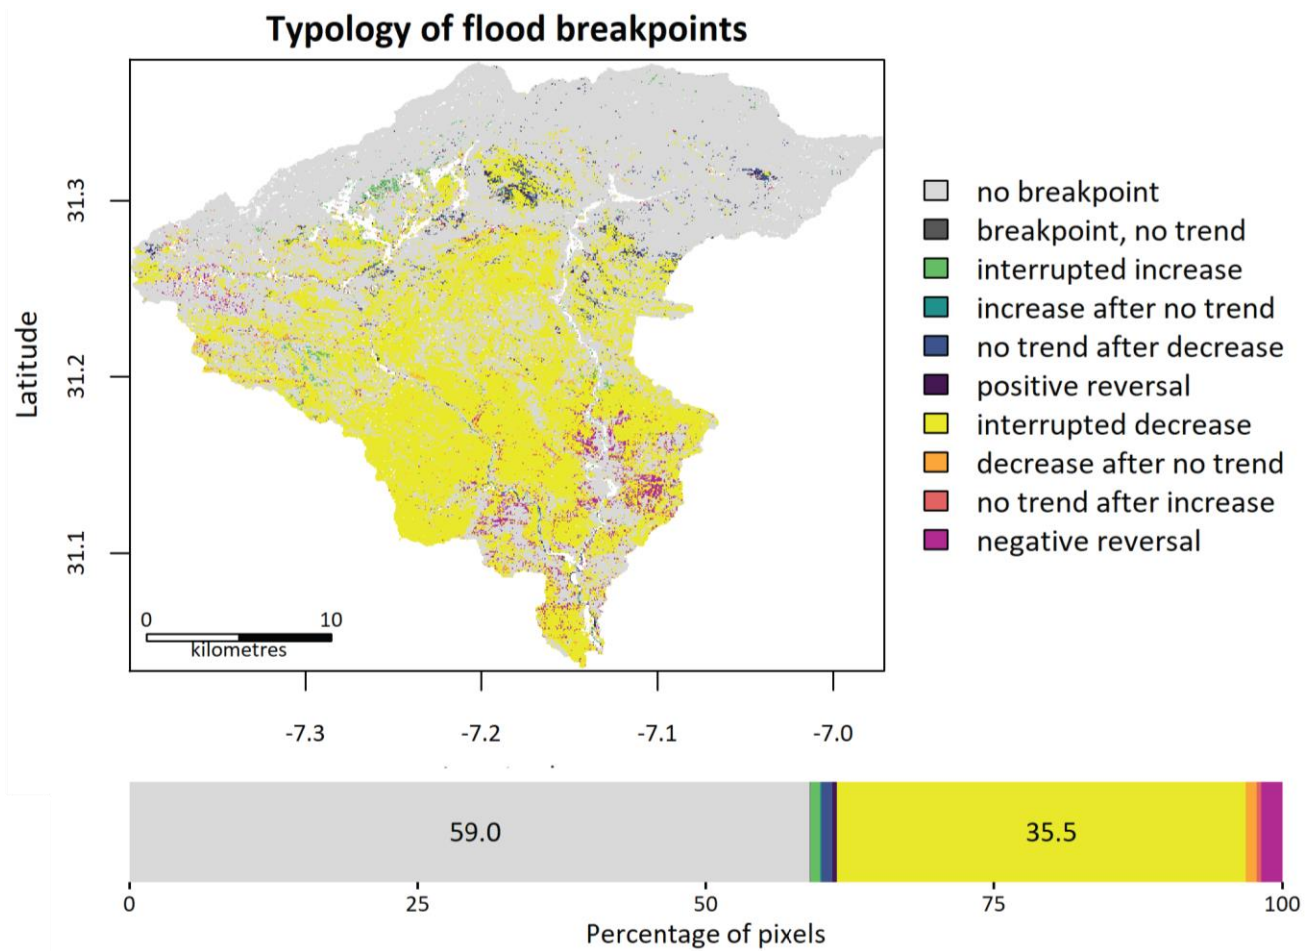 Typology of flood breakpoints
Latitude
31.3
31.2
31.1
0 10
kilometres
-7.3 -7.2 -7.1 -7.0
no breakpoint
breakpoint, no trend
interrupted increase
increase after no trend
no trend after decrease
positive reversal
interrupted decrease
decrease after no trend
no trend after increase
negative reversal
59.0 35.5
0 25 50 75 100
Percentage of pixels